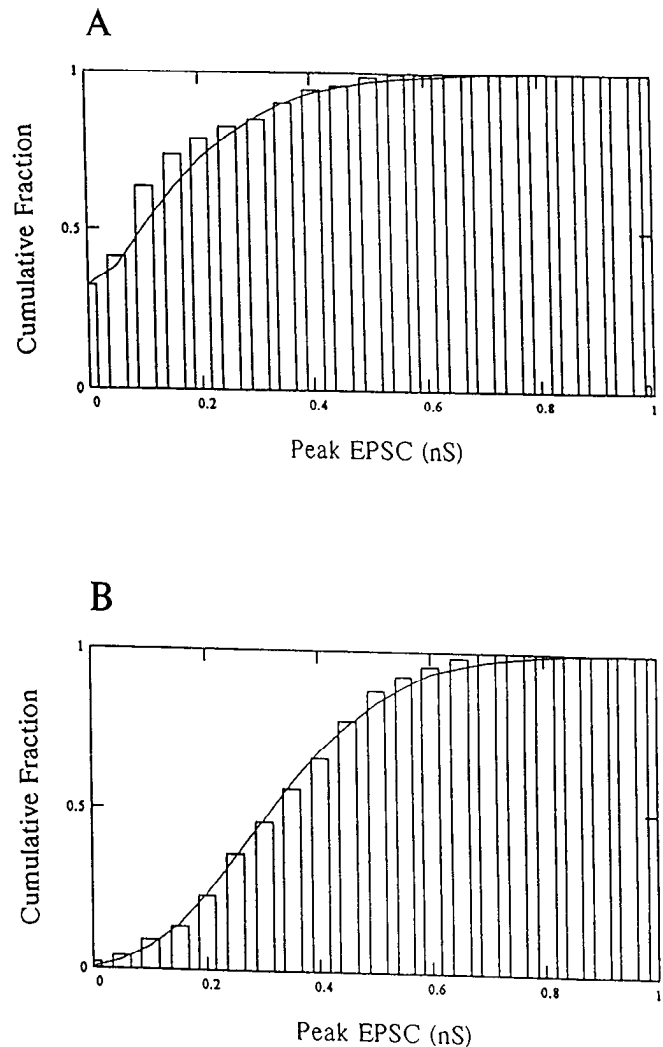 A
1
0.5
0
Cumulative Fraction
0 0.2 0.4 0.6 0.8 1
Peak EPSC (nS)
B
1
0.5
0
Cumulative Fraction
0 0.2 0.4 0.6 0.8 1
Peak EPSC (nS)